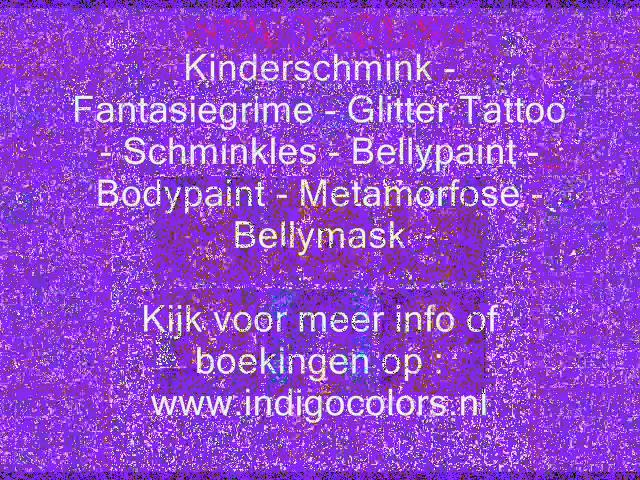 Kinderschmink -
Fantasiegrime - Glitter Tattoo
- Schminkles - Bellypaint -
Bodypaint - Metamorfose -
Bellymask
Kijk voor meer info of
boekingen op :
www.indigocolors.nl